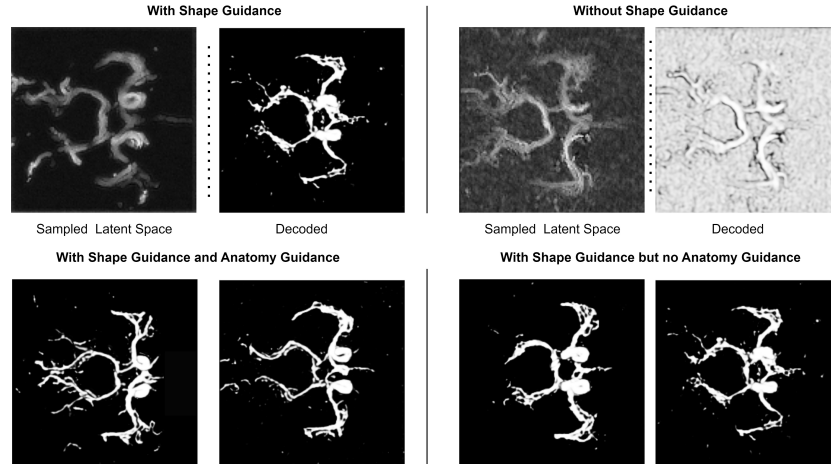 With Shape Guidance
Without Shape Guidance
Sampled Latent Space
Decoded
Sampled Latent Space
Decoded
With Shape Guidance and Anatomy Guidance
With Shape Guidance but no Anatomy Guidance